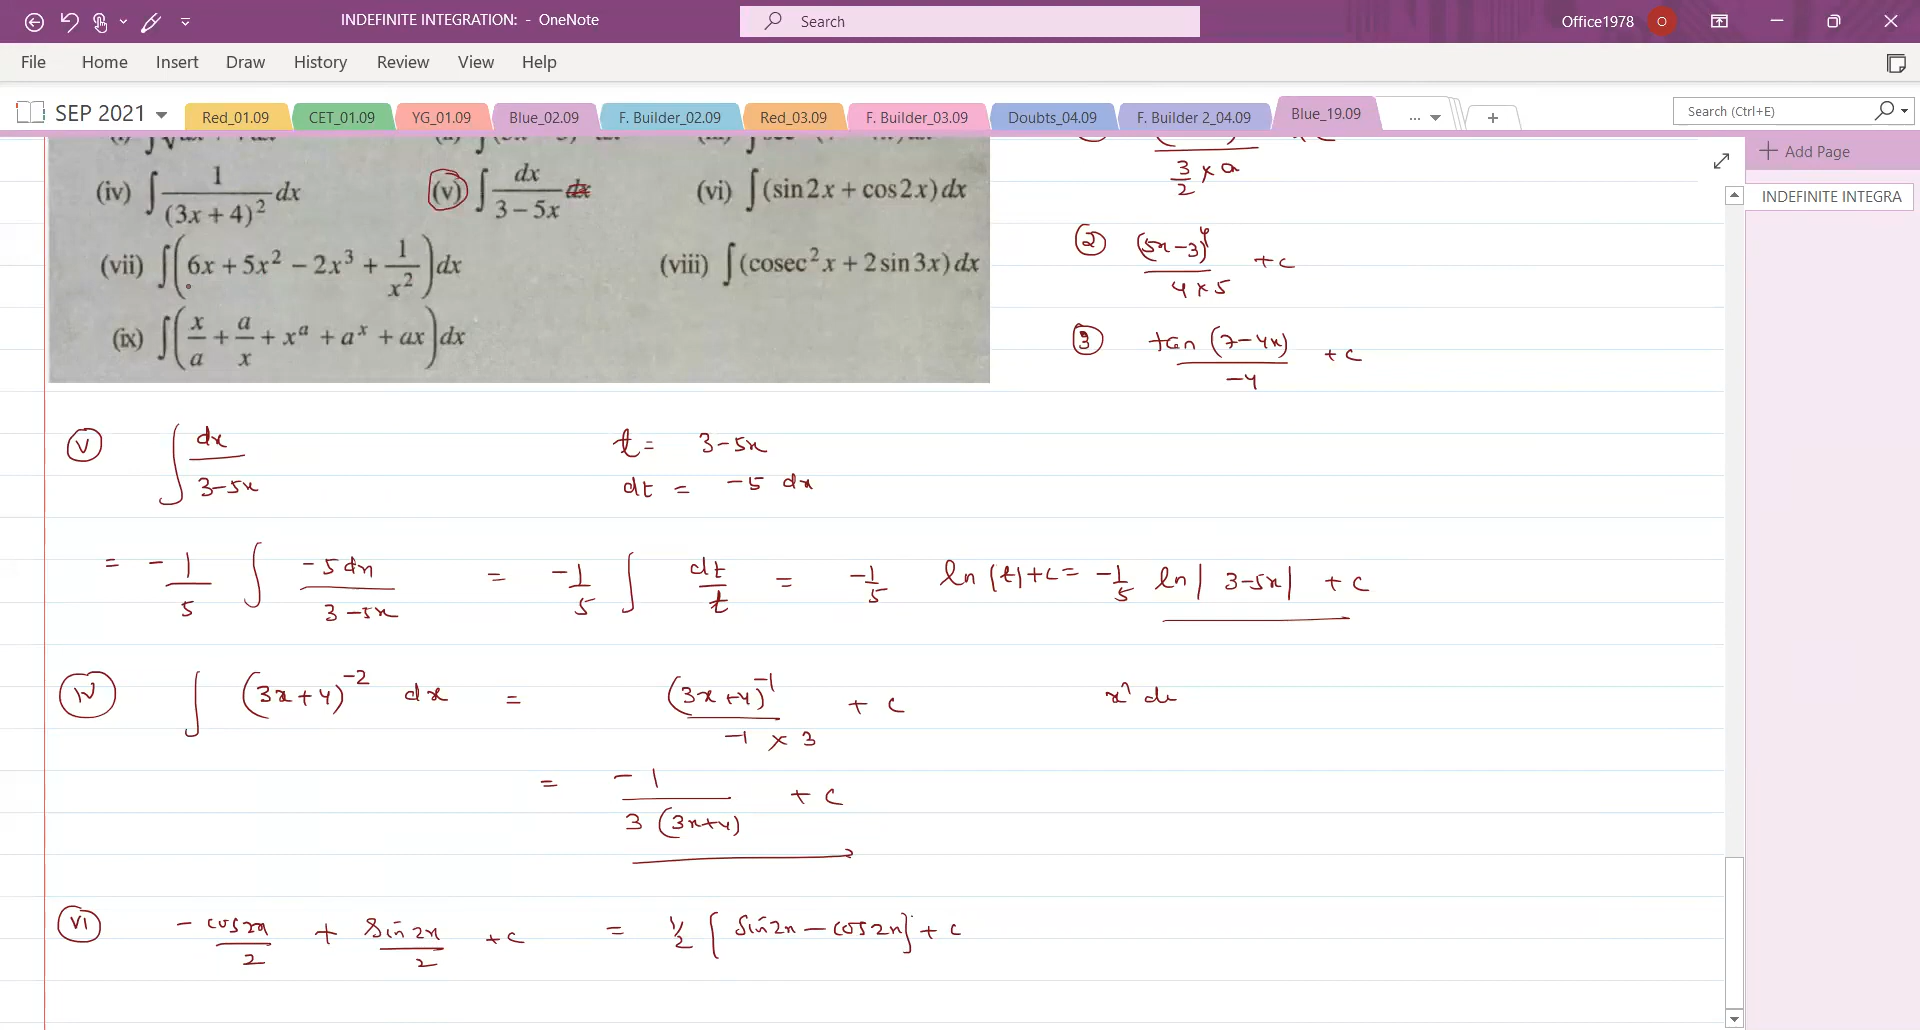 INDEFINITE INTEGRATION: - OneNote
Search
Office1978 O
File Home Insert Draw History Review View Help
SEP 2021 Red_01.09 CET_01.09 YG_01.09 Blue_02.09 F. Builder_02.09 Red_03.09 F. Builder_03.09 Doubts_04.09 F. Builder 2_04.09 Blue_19.09 ... +
Search (Ctrl+E)
+ Add Page
INDEFINITE INTEGRA
(iv) ∫ 1/(3x + 4)² dx (v) ∫ dx/(3 – 5x) dx (vi) ∫ (sin 2x + cos 2x) dx
(vii) ∫ (6x + 5x² – 2x³ + 1/x²) dx (viii) ∫ (cosec² x + 2 sin 3x) dx
(ix) ∫ (x/a + a/x + xᵃ + aˣ + ax) dx
3/2 × a
② (5x–3)⁴/(4×5) + c
③ tan (7–4x)/–4 + c
Ⓥ ∫ dx/(3–5x) t = 3–5x
dt = –5 dx
= –1/5 ∫ –5dx/(3–5x) = –1/5 ∫ dt/t = –1/5 ln|t|+c = –1/5 ln|3–5x| + c
IV ∫ (3x+4)⁻² dx = (3x+4)⁻¹/(–1 × 3) + c
= –1/(3(3x+4)) + c
VI –cos2x/2 + sin2x/2 + c = 1/2 [sin2x – cos2x] + c